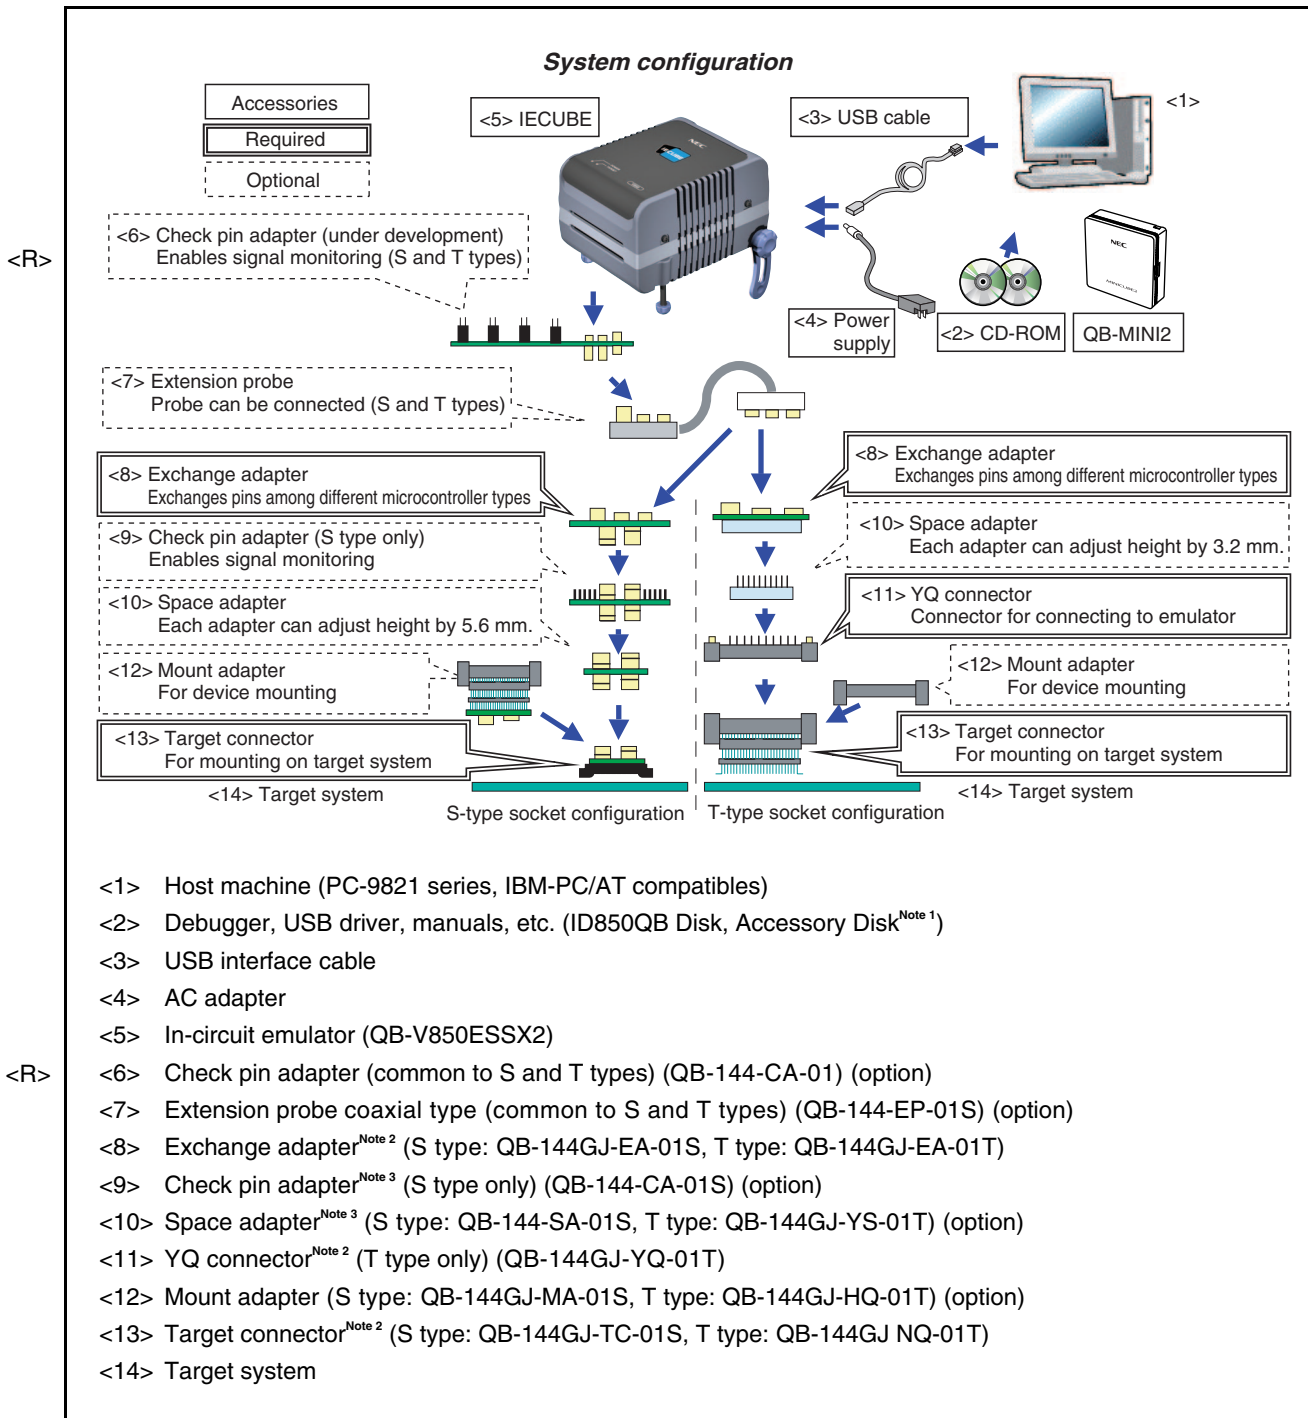 System configuration
Accessories
Required
Optional
<5> IECUBE
NEC
<3> USB cable
<1>
<R>
<6> Check pin adapter (under development)
Enables signal monitoring (S and T types)
NEC
<4> Power
supply
<2> CD-ROM
QB-MINI2
<7> Extension probe
Probe can be connected (S and T types)
<8> Exchange adapter
Exchanges pins among different microcontroller types
<9> Check pin adapter (S type only)
Enables signal monitoring
<10> Space adapter
Each adapter can adjust height by 5.6 mm.
<12> Mount adapter
For device mounting
<13> Target connector
For mounting on target system
<14> Target system
S-type socket configuration
<8> Exchange adapter
Exchanges pins among different microcontroller types
<10> Space adapter
Each adapter can adjust height by 3.2 mm.
<11> YQ connector
Connector for connecting to emulator
<12> Mount adapter
For device mounting
<13> Target connector
For mounting on target system
<14> Target system
T-type socket configuration
<1> Host machine (PC-9821 series, IBM-PC/AT compatibles)
<2> Debugger, USB driver, manuals, etc. (ID850QB Disk, Accessory Disk Note 1)
<3> USB interface cable
<4> AC adapter
<5> In-circuit emulator (QB-V850ESSX2)
<R>
<6> Check pin adapter (common to S and T types) (QB-144-CA-01) (option)
<7> Extension probe coaxial type (common to S and T types) (QB-144-EP-01S) (option)
<8> Exchange adapter Note 2 (S type: QB-144GJ-EA-01S, T type: QB-144GJ-EA-01T)
<9> Check pin adapter Note 3 (S type only) (QB-144-CA-01S) (option)
<10> Space adapter Note 3 (S type: QB-144-SA-01S, T type: QB-144GJ-YS-01T) (option)
<11> YQ connector Note 2 (T type only) (QB-144GJ-YQ-01T)
<12> Mount adapter (S type: QB-144GJ-MA-01S, T type: QB-144GJ-HQ-01T) (option)
<13> Target connector Note 2 (S type: QB-144GJ-TC-01S, T type: QB-144GJ NQ-01T)
<14> Target system